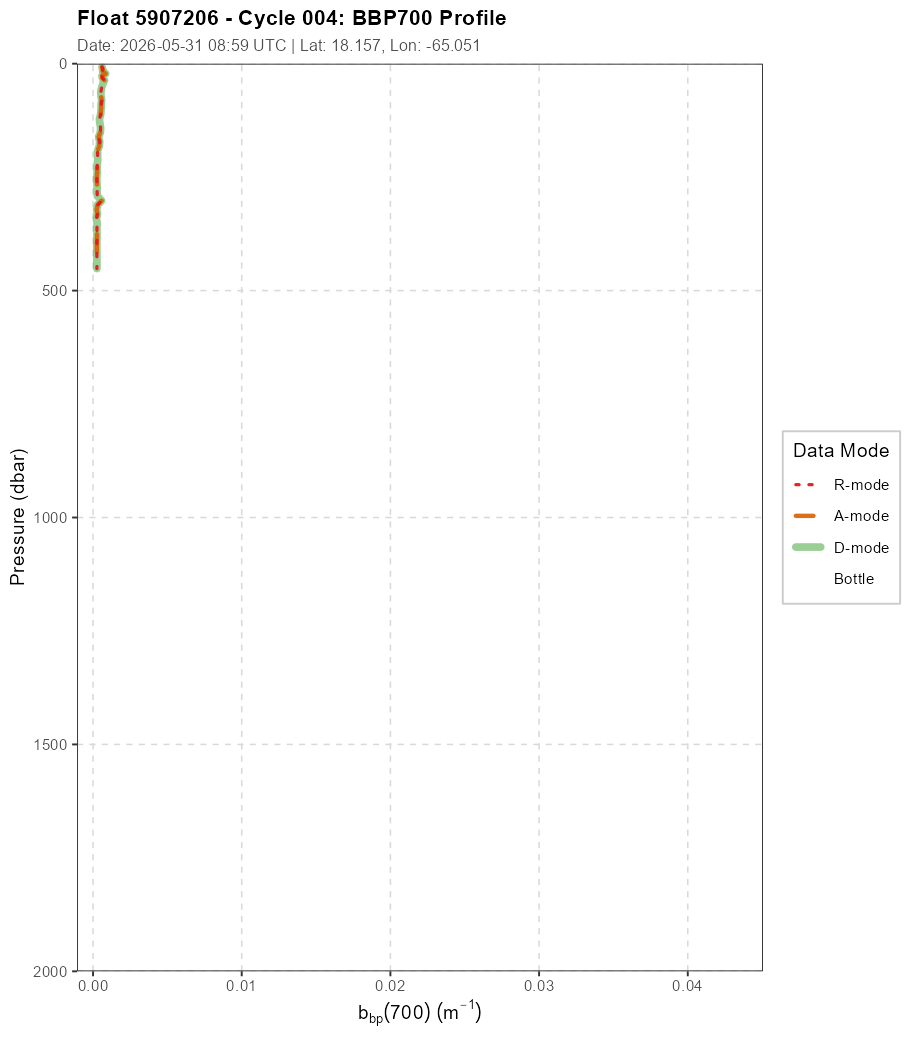 Float 5907206 - Cycle 004: BBP700 Profile
Date: 2026-05-31 08:59 UTC | Lat: 18.157, Lon: -65.051
0
500
1000
1500
2000
Pressure (dbar)
0.00 0.01 0.02 0.03 0.04
b_bp(700) (m⁻¹)
Data Mode
R-mode
A-mode
D-mode
Bottle